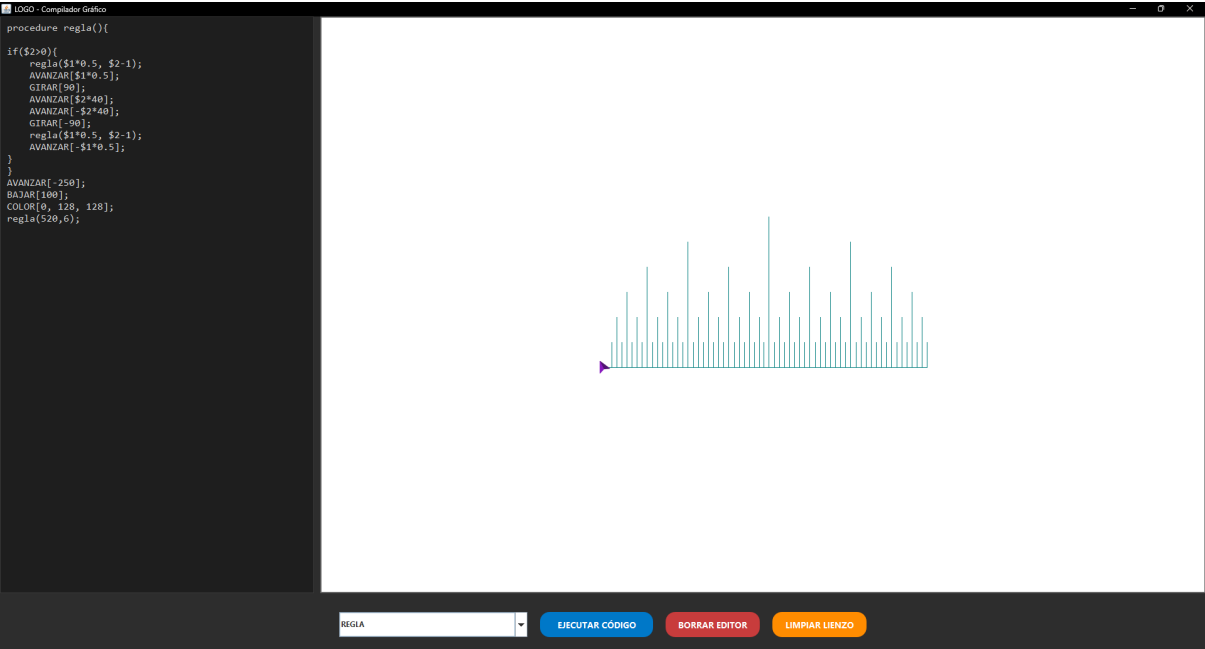 LOGO - Compilador Gráfico
procedure regla(){
if($2>0){
    regla($1*0.5, $2-1);
    AVANZAR[$1*0.5];
    GIRAR[90];
    AVANZAR[$2*40];
    AVANZAR[-$2*40];
    GIRAR[-90];
    regla($1*0.5, $2-1);
    AVANZAR[-$1*0.5];
}
}
AVANZAR[-250];
BAJAR[100];
COLOR[0, 128, 128];
regla(520,6);
REGLA
EJECUTAR CÓDIGO
BORRAR EDITOR
LIMPIAR LIENZO